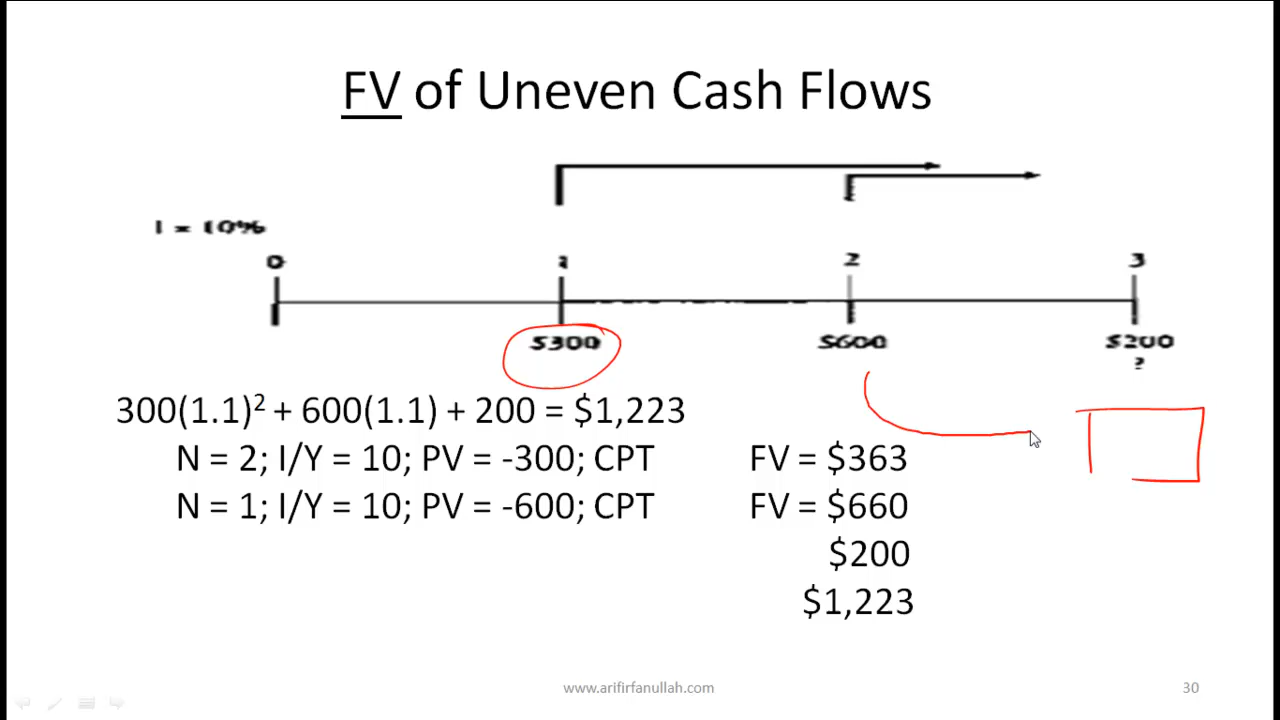 FV of Uneven Cash Flows
I = 10%
0 1 2 3
$300 $600 $200
?
300(1.1)² + 600(1.1) + 200 = $1,223
N = 2; I/Y = 10; PV = -300; CPT FV = $363
N = 1; I/Y = 10; PV = -600; CPT FV = $660
$200
$1,223
www.arifirfanullah.com 30